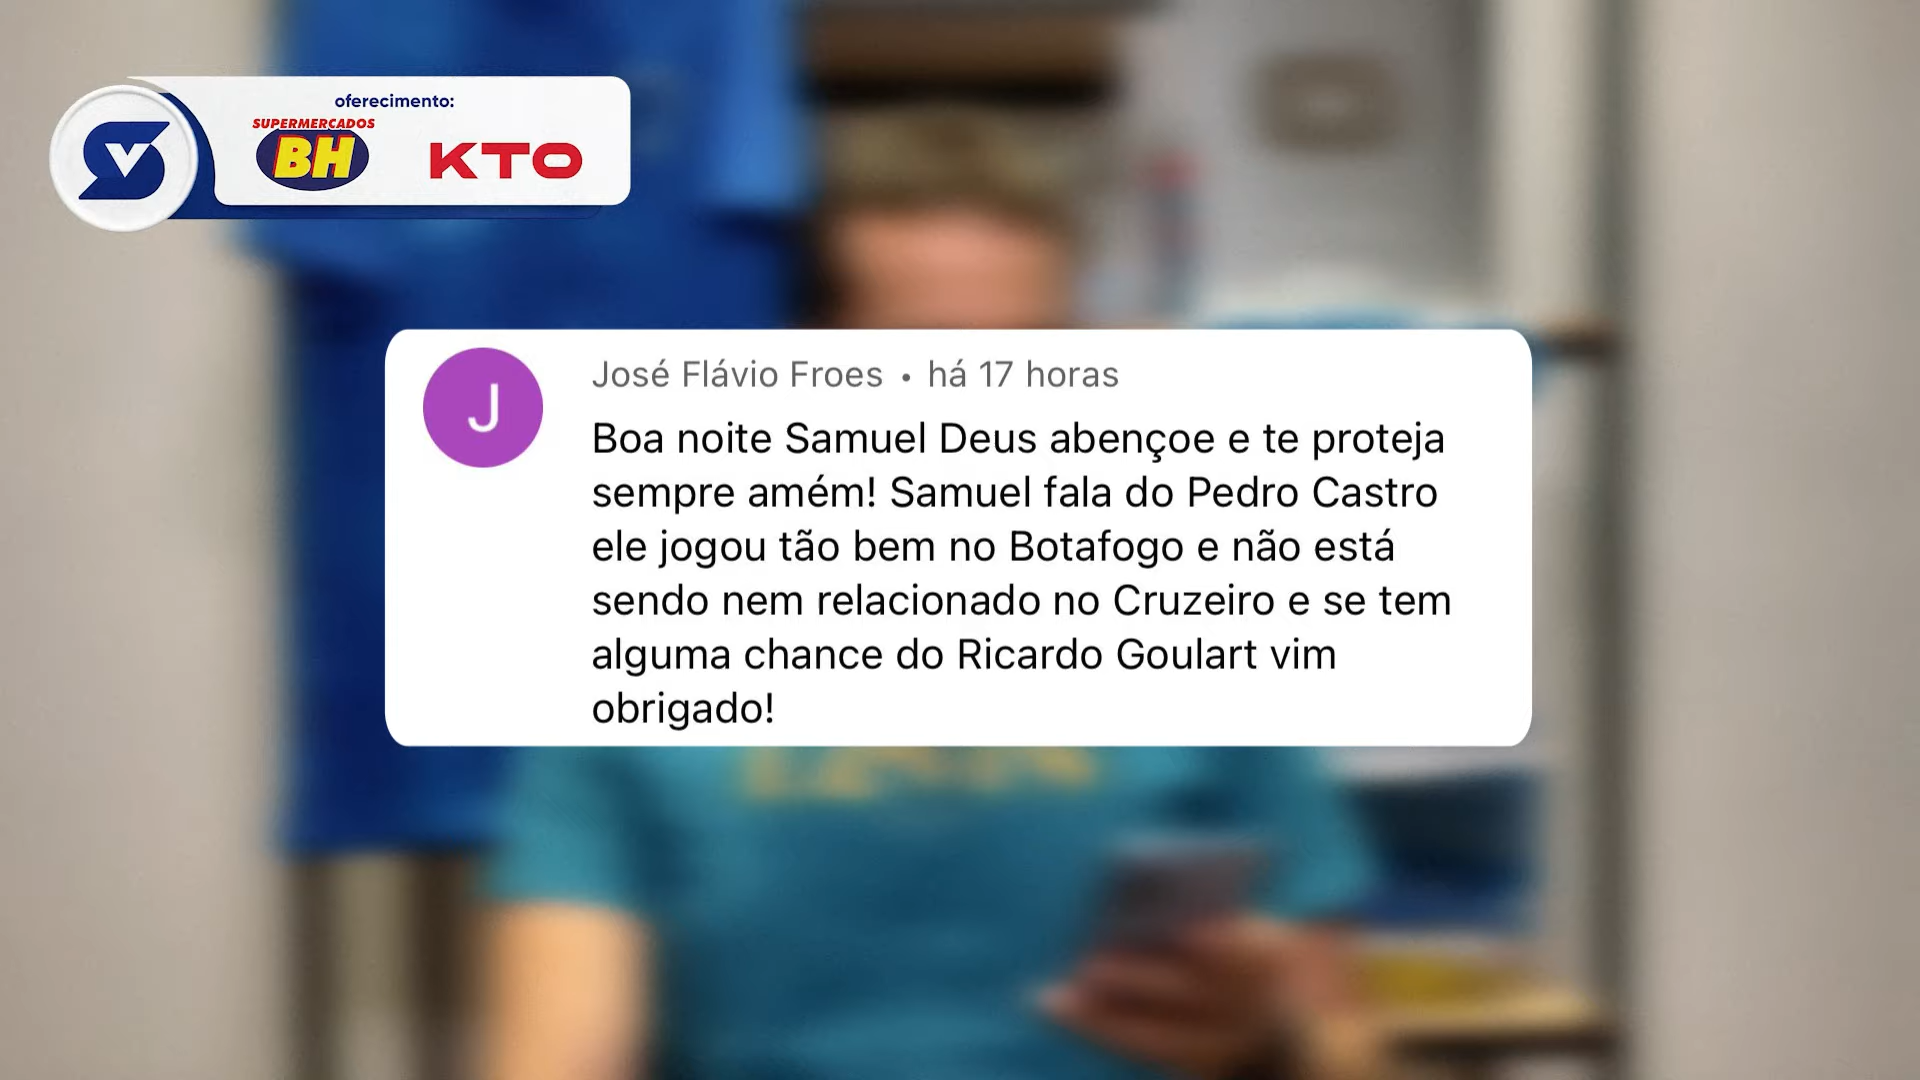 oferecimento:
SUPERMERCADOS
BH
KTO
J
José Flávio Froes • há 17 horas
Boa noite Samuel Deus abençoe e te proteja
sempre amém! Samuel fala do Pedro Castro
ele jogou tão bem no Botafogo e não está
sendo nem relacionado no Cruzeiro e se tem
alguma chance do Ricardo Goulart vim
obrigado!